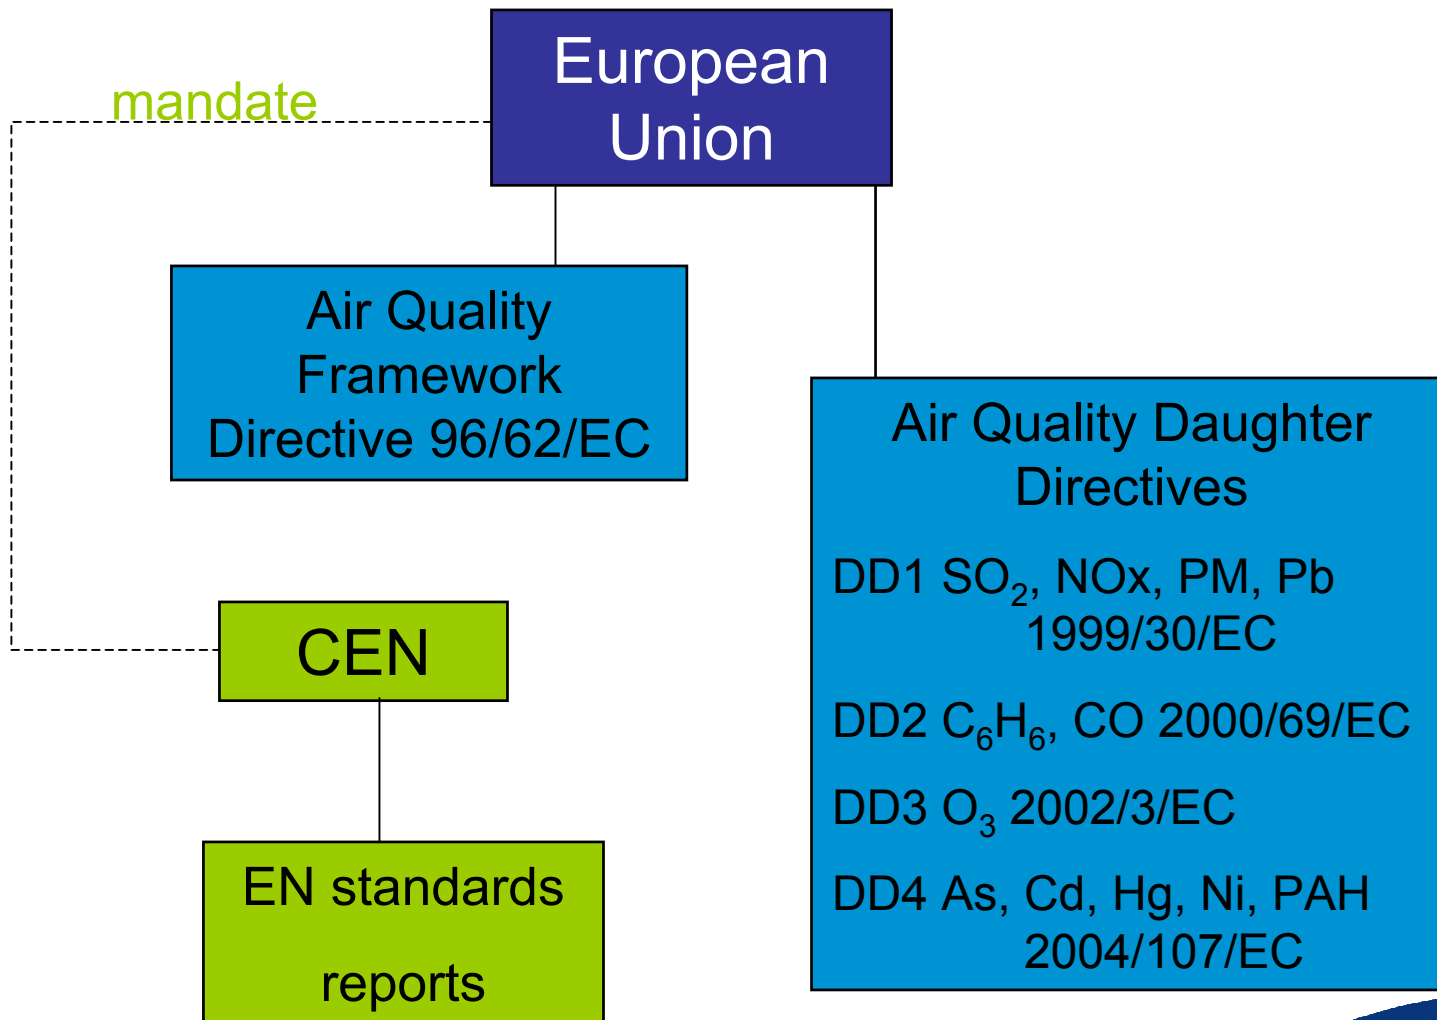 European
Union
mandate
Air Quality
Framework
Directive 96/62/EC
Air Quality Daughter
Directives
DD1 SO₂, NOx, PM, Pb
1999/30/EC
DD2 C₆H₆, CO 2000/69/EC
DD3 O₃ 2002/3/EC
DD4 As, Cd, Hg, Ni, PAH
2004/107/EC
CEN
EN standards
reports